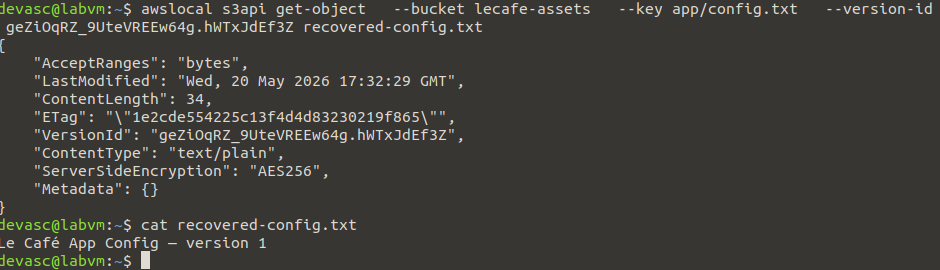 devasc@labvm:~$ awslocal s3api get-object   --bucket lecafe-assets   --key app/config.txt   --version-id
 geZiOqRZ_9UteVREEw64g.hWTxJdEf3Z recovered-config.txt
{
    "AcceptRanges": "bytes",
    "LastModified": "Wed, 20 May 2026 17:32:29 GMT",
    "ContentLength": 34,
    "ETag": "\"1e2cde554225c13f4d4d83230219f865\"",
    "VersionId": "geZiOqRZ_9UteVREEw64g.hWTxJdEf3Z",
    "ContentType": "text/plain",
    "ServerSideEncryption": "AES256",
    "Metadata": {}
}
devasc@labvm:~$ cat recovered-config.txt
Le Café App Config — version 1
devasc@labvm:~$